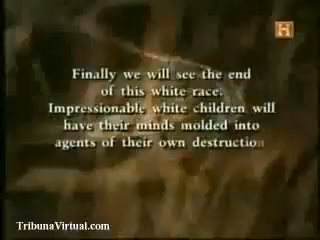 H
Finally we will see the end
of this white race.
Impressionable white children will
have their minds molded into
agents of their own destruction
TribunaVirtual.com